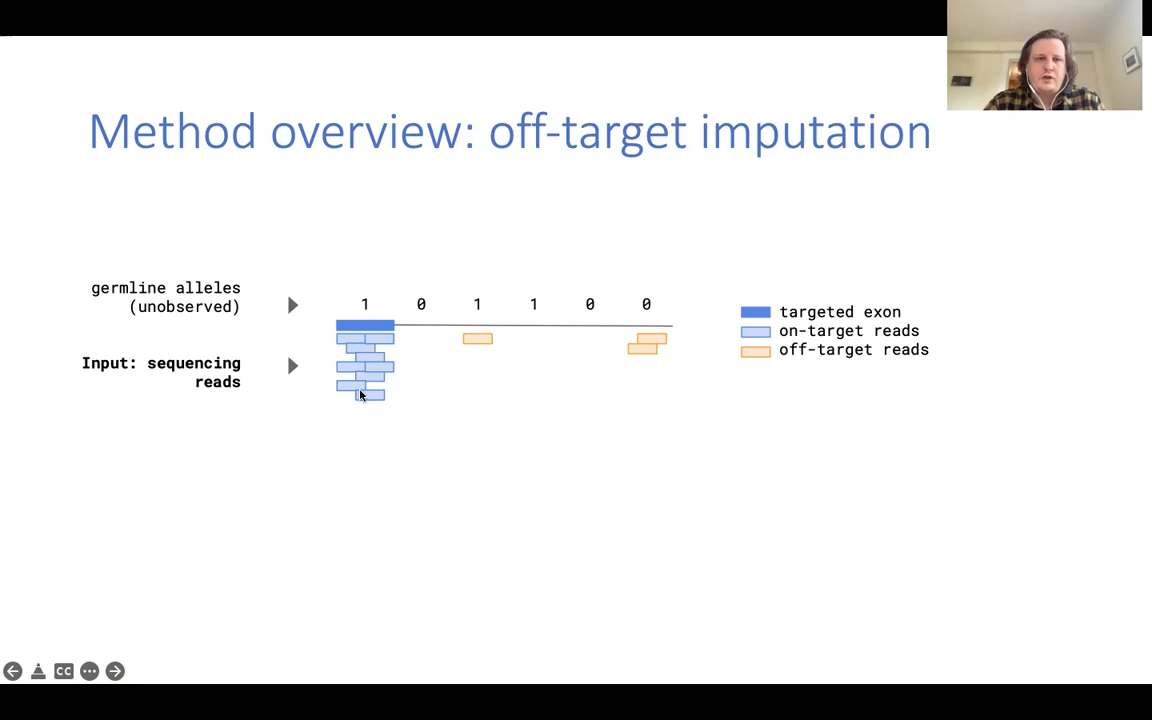 Method overview: off-target imputation
germline alleles
(unobserved)
1 0 1 1 0 0
targeted exon
on-target reads
off-target reads
Input: sequencing
reads
CC